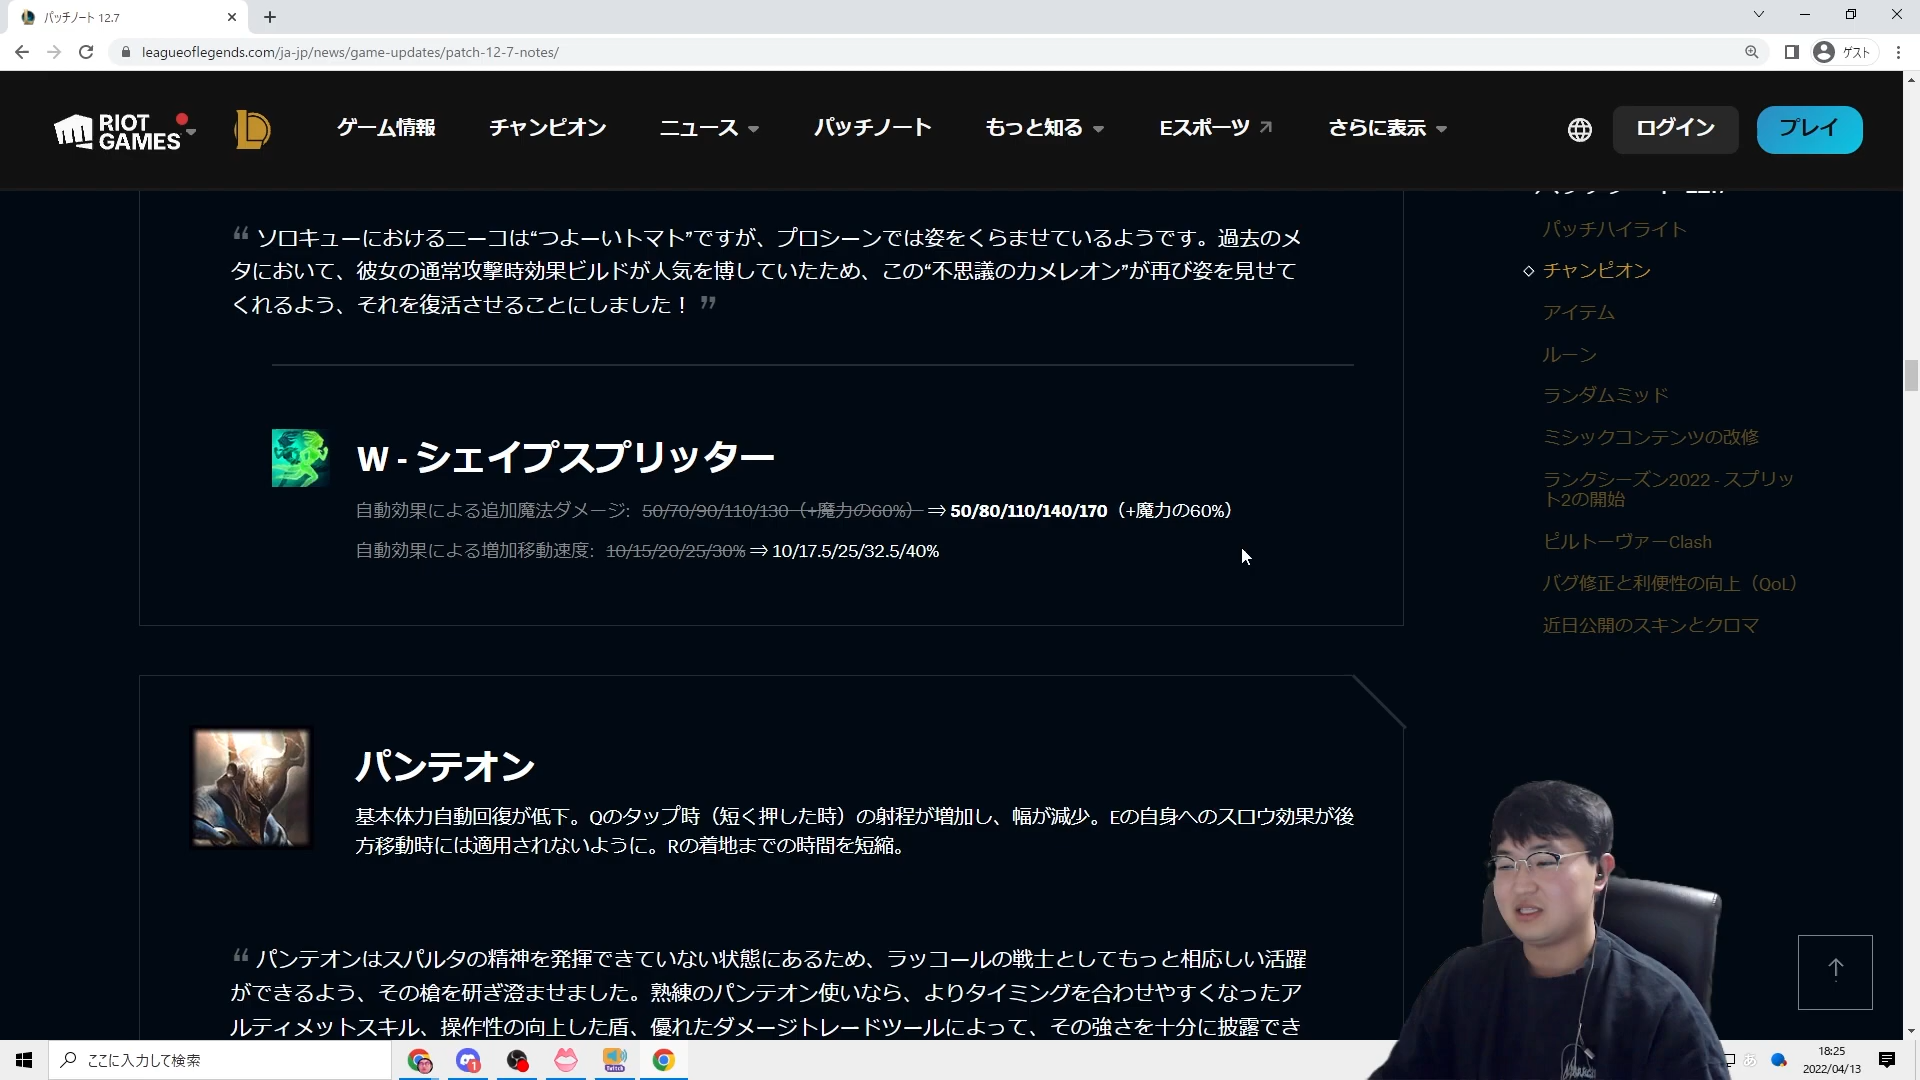 パッチノート 12.7
leagueoflegends.com/ja-jp/news/game-updates/patch-12-7-notes/
ゲスト
RIOT GAMES
ゲーム情報
チャンピオン
ニュース
パッチノート
もっと知る
Eスポーツ
さらに表示
ログイン
プレイ
“ ソロキューにおけるニーコは“つよーいトマト”ですが、プロシーンでは姿をくらませているようです。過去のメ
タにおいて、彼女の通常攻撃時効果ビルドが人気を博していたため、この“不思議のカメレオン”が再び姿を見せて
くれるよう、それを復活させることにしました！ ”
W - シェイプスプリッター
自動効果による追加魔法ダメージ: 50/70/90/110/130（+魔力の60%） ⇒ 50/80/110/140/170（+魔力の60%）
自動効果による増加移動速度: 10/15/20/25/30% ⇒ 10/17.5/25/32.5/40%
パンテオン
基本体力自動回復が低下。Qのタップ時（短く押した時）の射程が増加し、幅が減少。Eの自身へのスロウ効果が後
方移動時には適用されないように。Rの着地までの時間を短縮。
“ パンテオンはスパルタの精神を発揮できていない状態にあるため、ラッコールの戦士としてもっと相応しい活躍
ができるよう、その槍を研ぎ澄ませました。熟練のパンテオン使いなら、よりタイミングを合わせやすくなったア
ルティメットスキル、操作性の向上した盾、優れたダメージトレードツールによって、その強さを十分に披露でき
パッチハイライト
チャンピオン
アイテム
ルーン
ランダムミッド
ミシックコンテンツの改修
ランクシーズン2022 - スプリッ
ト2の開始
ピルトーヴァーClash
バグ修正と利便性の向上（QoL）
近日公開のスキンとクロマ
ここに入力して検索
1
Twitch
あ
18:25
2022/04/13